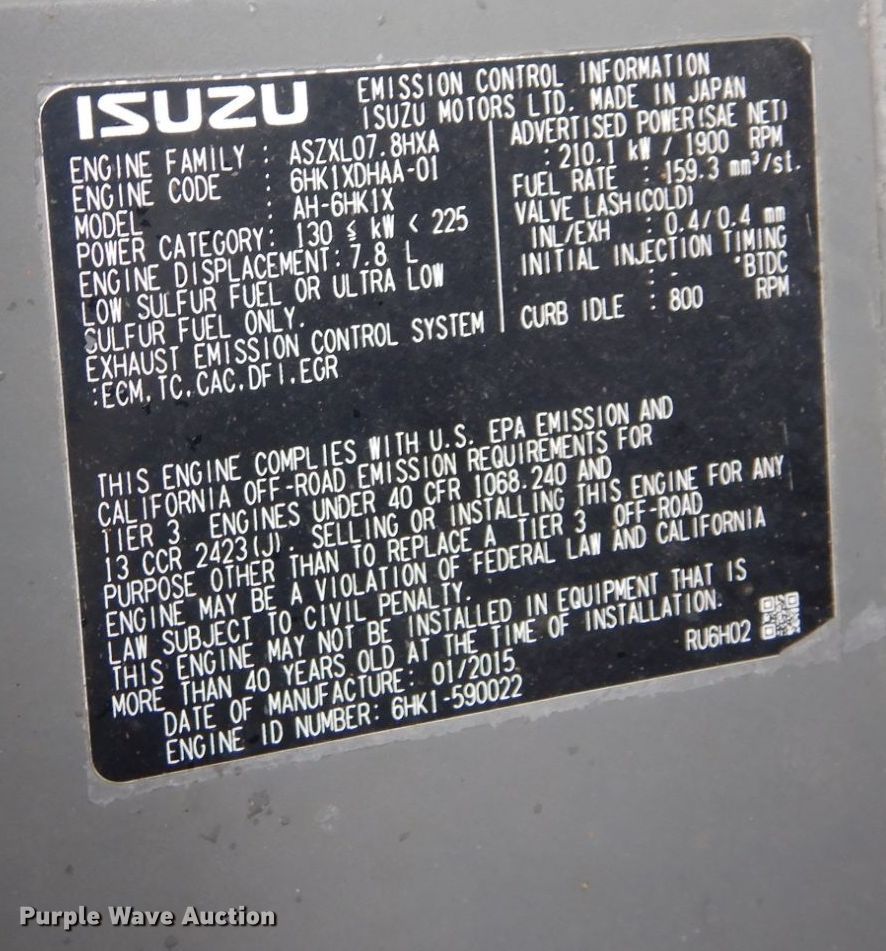 ISUZU
EMISSION CONTROL INFORMATION
ISUZU MOTORS LTD. MADE IN JAPAN
ENGINE FAMILY : ASZXL07.8HXA
ENGINE CODE : 6HK1XDHAA-01
MODEL : AH-6HK1X
POWER CATEGORY: 130 ≤ kW < 225
ENGINE DISPLACEMENT: 7.8 L
LOW SULFUR FUEL OR ULTRA LOW
SULFUR FUEL ONLY.
EXHAUST EMISSION CONTROL SYSTEM
:ECM,TC,CAC,DFI,EGR
ADVERTISED POWER(SAE NET)
: 210.1 kW / 1900 RPM
FUEL RATE : 159.3 mm³/st.
VALVE LASH(COLD)
INL/EXH : 0.4/0.4 mm
INITIAL INJECTION TIMING
: - °BTDC
CURB IDLE : 800 RPM
THIS ENGINE COMPLIES WITH U.S. EPA EMISSION AND
CALIFORNIA OFF-ROAD EMISSION REQUIREMENTS FOR
TIER 3 ENGINES UNDER 40 CFR 1068.240 AND
13 CCR 2423(J). SELLING OR INSTALLING THIS ENGINE FOR ANY
PURPOSE OTHER THAN TO REPLACE A TIER 3 OFF-ROAD
ENGINE MAY BE A VIOLATION OF FEDERAL LAW AND CALIFORNIA
LAW SUBJECT TO CIVIL PENALTY.
THIS ENGINE MAY NOT BE INSTALLED IN EQUIPMENT THAT IS
MORE THAN 40 YEARS OLD AT THE TIME OF INSTALLATION.
DATE OF MANUFACTURE: 01/2015
ENGINE ID NUMBER: 6HK1-590022
RU6H02
Purple Wave Auction